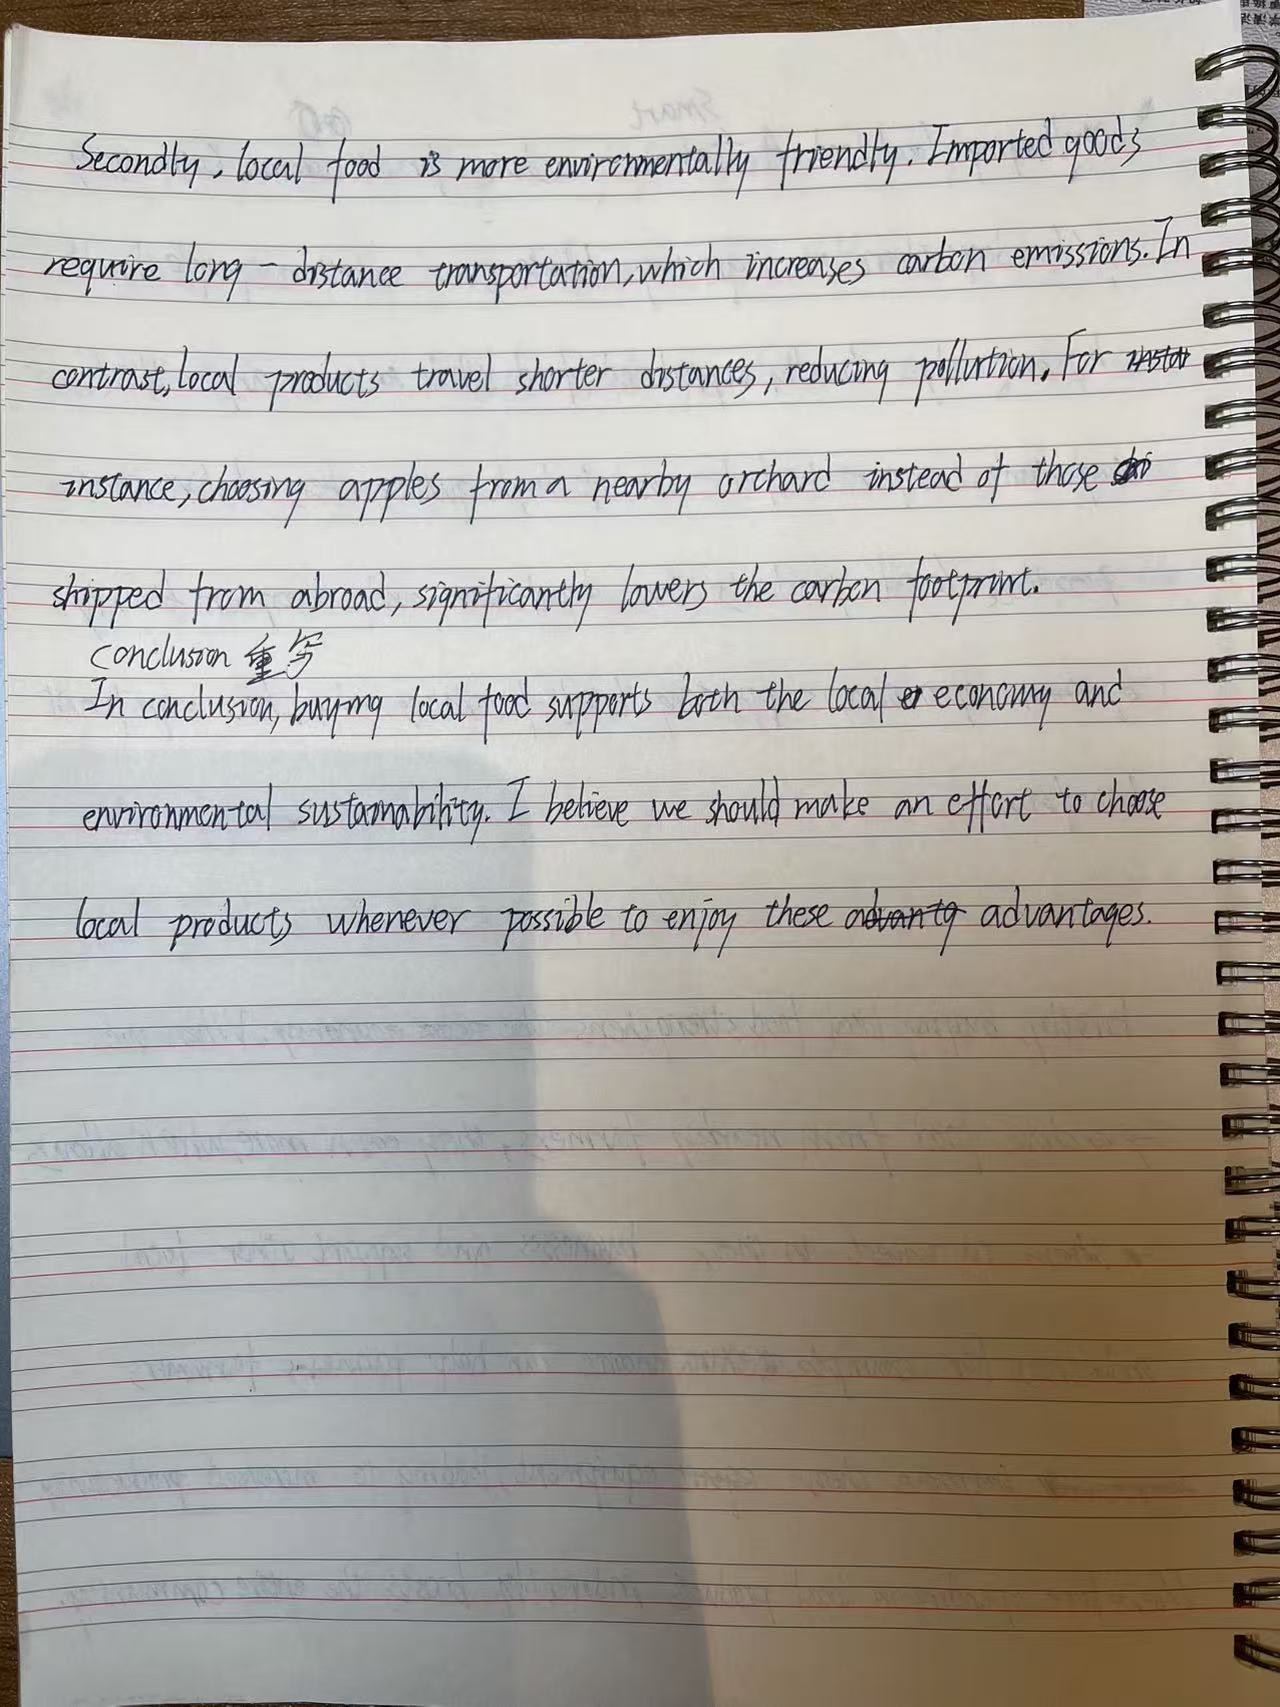 Secondly, local food is more environmentally friendly. Imported goods
require long-distance transportation, which increases carbon emissions. In
contrast, local products travel shorter distances, reducing pollurtion. For instan
instance, choosing apples from a nearby orchard instead of those
shipped from abroad, significantly lowers the carbon footprint.
Conclusion 重写
In conclusion, buying local food supports both the local e economy and
environmental sustainability. I believe we should make an effort to choose
local products whenever possible to enjoy these advantg advantages.